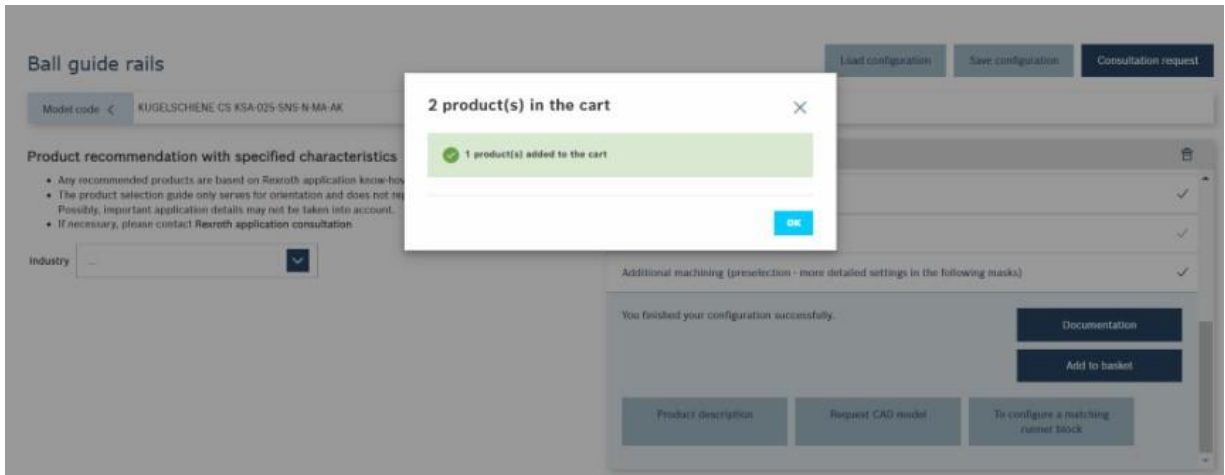 Ball guide rails
Load configuration
Save configuration
Consultation request
Model code
KUGELSCHIENE CS KSA-025-SNS-N-MA-AK
2 product(s) in the cart
1 product(s) added to the cart
OK
Product recommendation with specified characteristics
Any recommended products are based on Rexroth application know-how
The product selection guide only serves for orientation and does not
Possibly, important application details may not be taken into account.
If necessary, please contact Rexroth application consultation
Industry
...
Additional machining (preselection - more detailed settings in the following masks)
You finished your configuration successfully.
Documentation
Add to basket
Product description
Request CAD model
To configure a matching
runner block